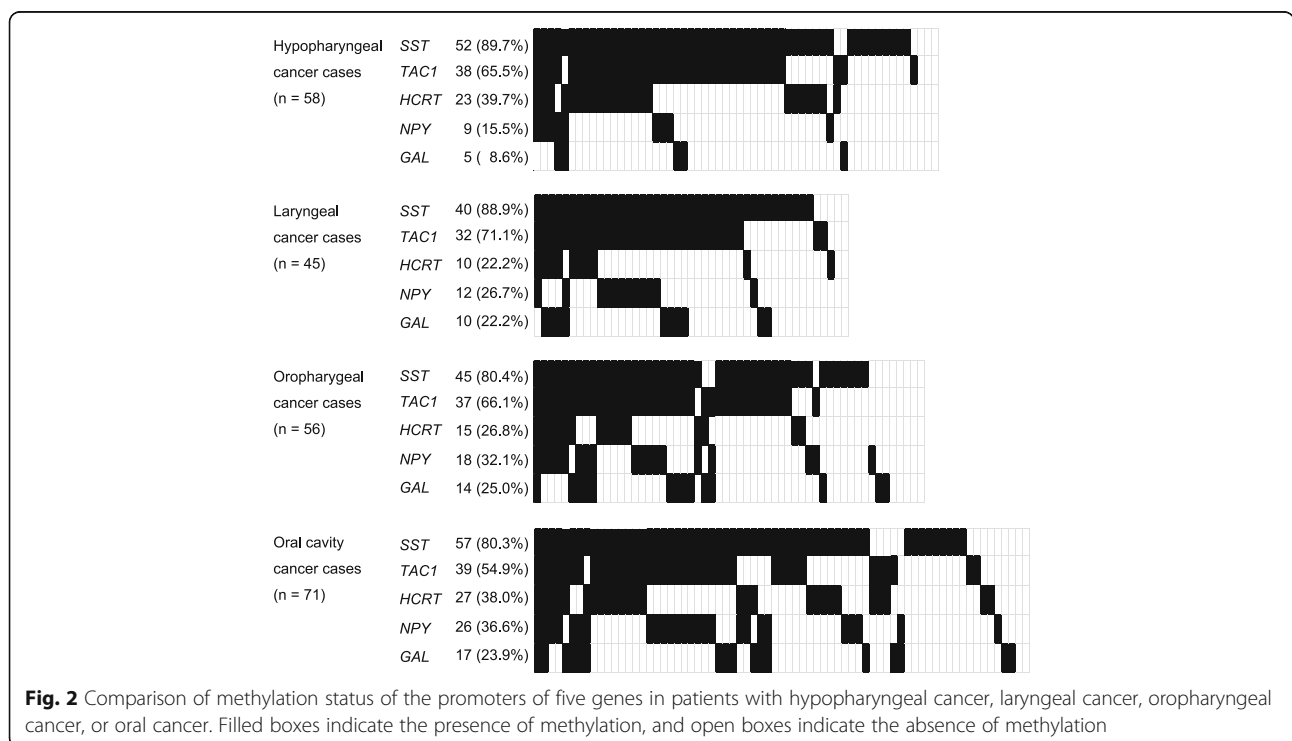 Hypopharyngeal SST 52 (89.7%)
cancer cases TAC1 38 (65.5%)
(n = 58) HCRT 23 (39.7%)
NPY 9 (15.5%)
GAL 5 ( 8.6%)
Laryngeal SST 40 (88.9%)
cancer cases TAC1 32 (71.1%)
(n = 45) HCRT 10 (22.2%)
NPY 12 (26.7%)
GAL 10 (22.2%)
Oropharygeal SST 45 (80.4%)
cancer cases TAC1 37 (66.1%)
(n = 56) HCRT 15 (26.8%)
NPY 18 (32.1%)
GAL 14 (25.0%)
Oral cavity SST 57 (80.3%)
cancer cases TAC1 39 (54.9%)
(n = 71) HCRT 27 (38.0%)
NPY 26 (36.6%)
GAL 17 (23.9%)
Fig. 2 Comparison of methylation status of the promoters of five genes in patients with hypopharyngeal cancer, laryngeal cancer, oropharyngeal
cancer, or oral cancer. Filled boxes indicate the presence of methylation, and open boxes indicate the absence of methylation